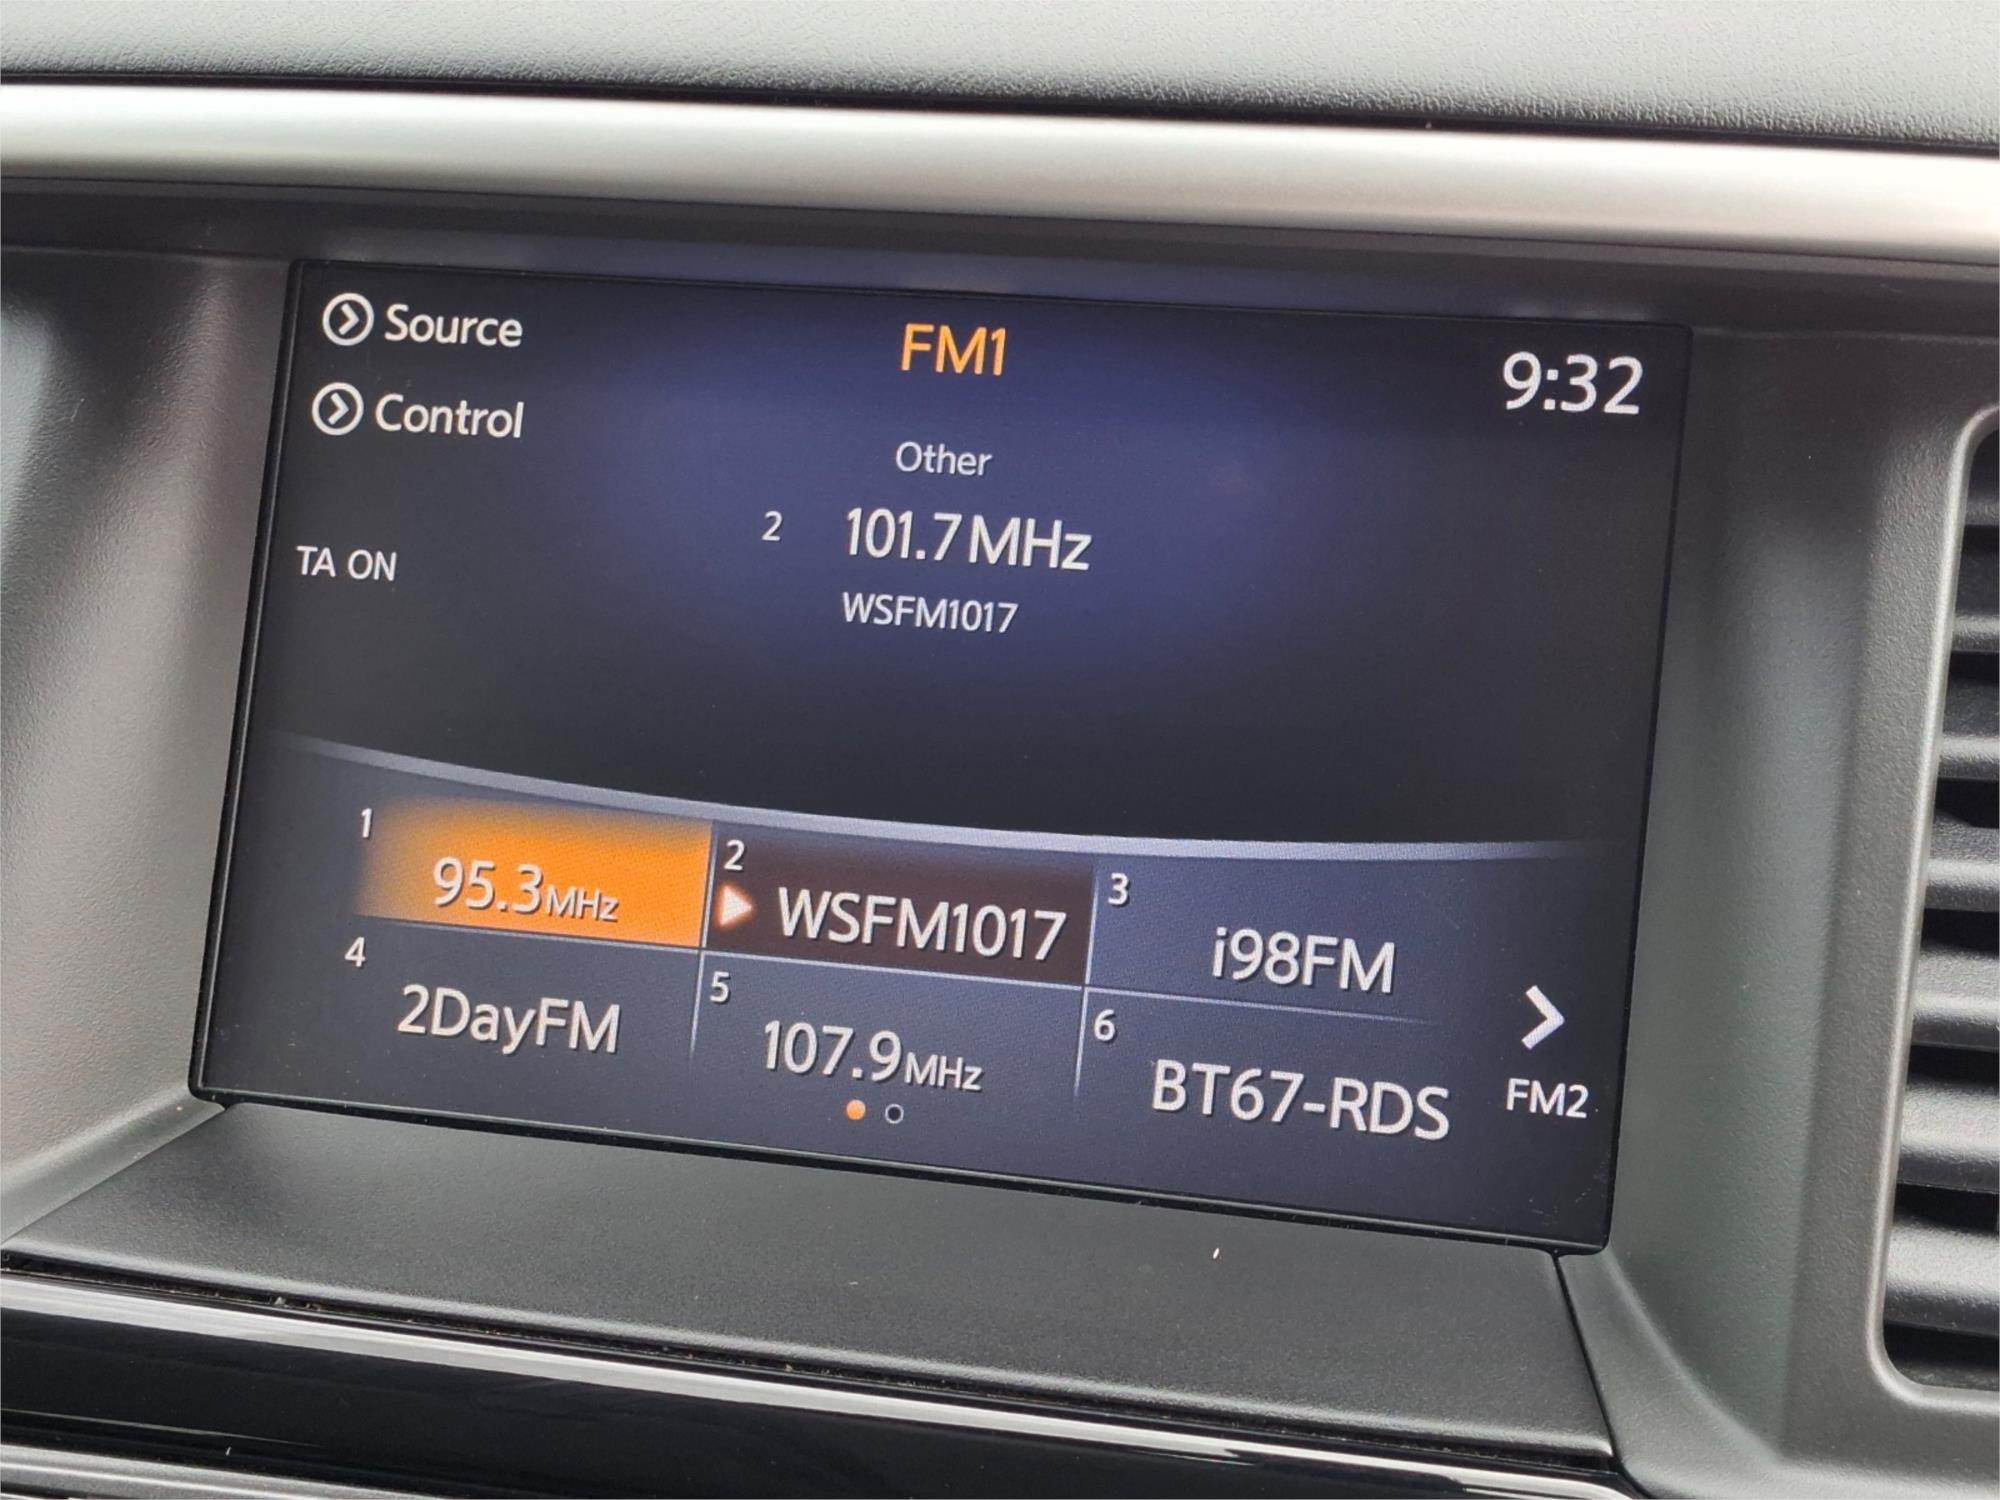 Source
FM1
9:32
Control
Other
2 101.7MHz
TA ON
WSFM1017
1 95.3MHz
2 WSFM1017
3 i98FM
4 2DayFM
5 107.9MHz
6 BT67-RDS
FM2